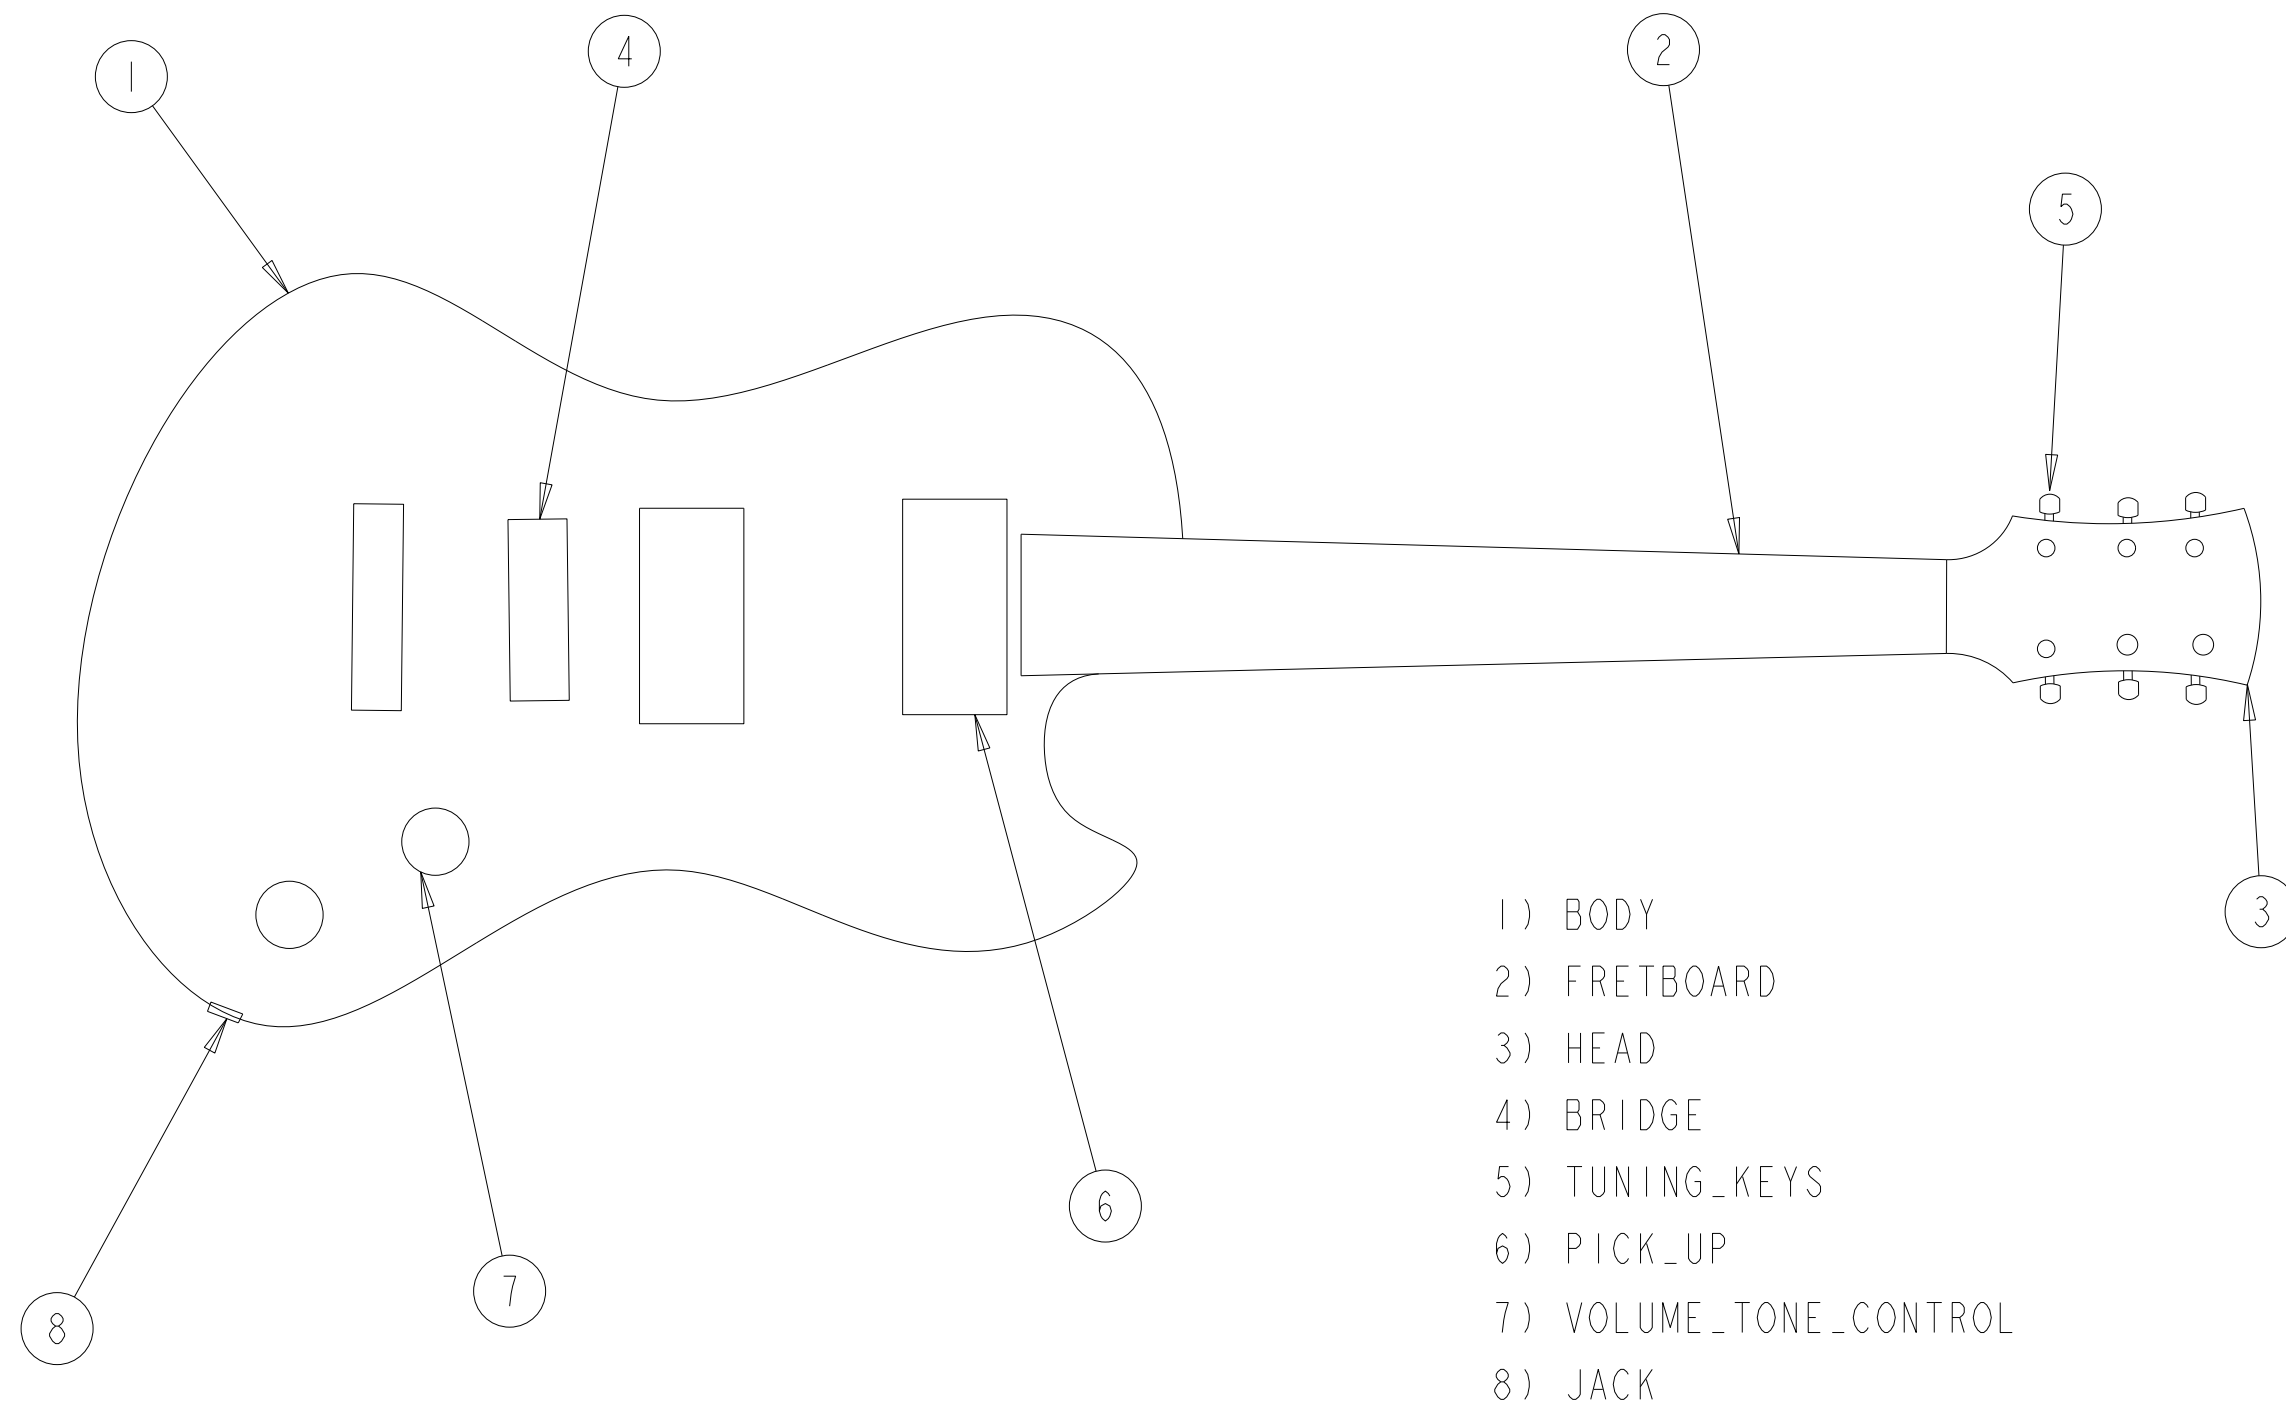 1
4
2
5
3
6
7
8
1) BODY
2) FRETBOARD
3) HEAD
4) BRIDGE
5) TUNING_KEYS
6) PICK_UP
7) VOLUME_TONE_CONTROL
8) JACK